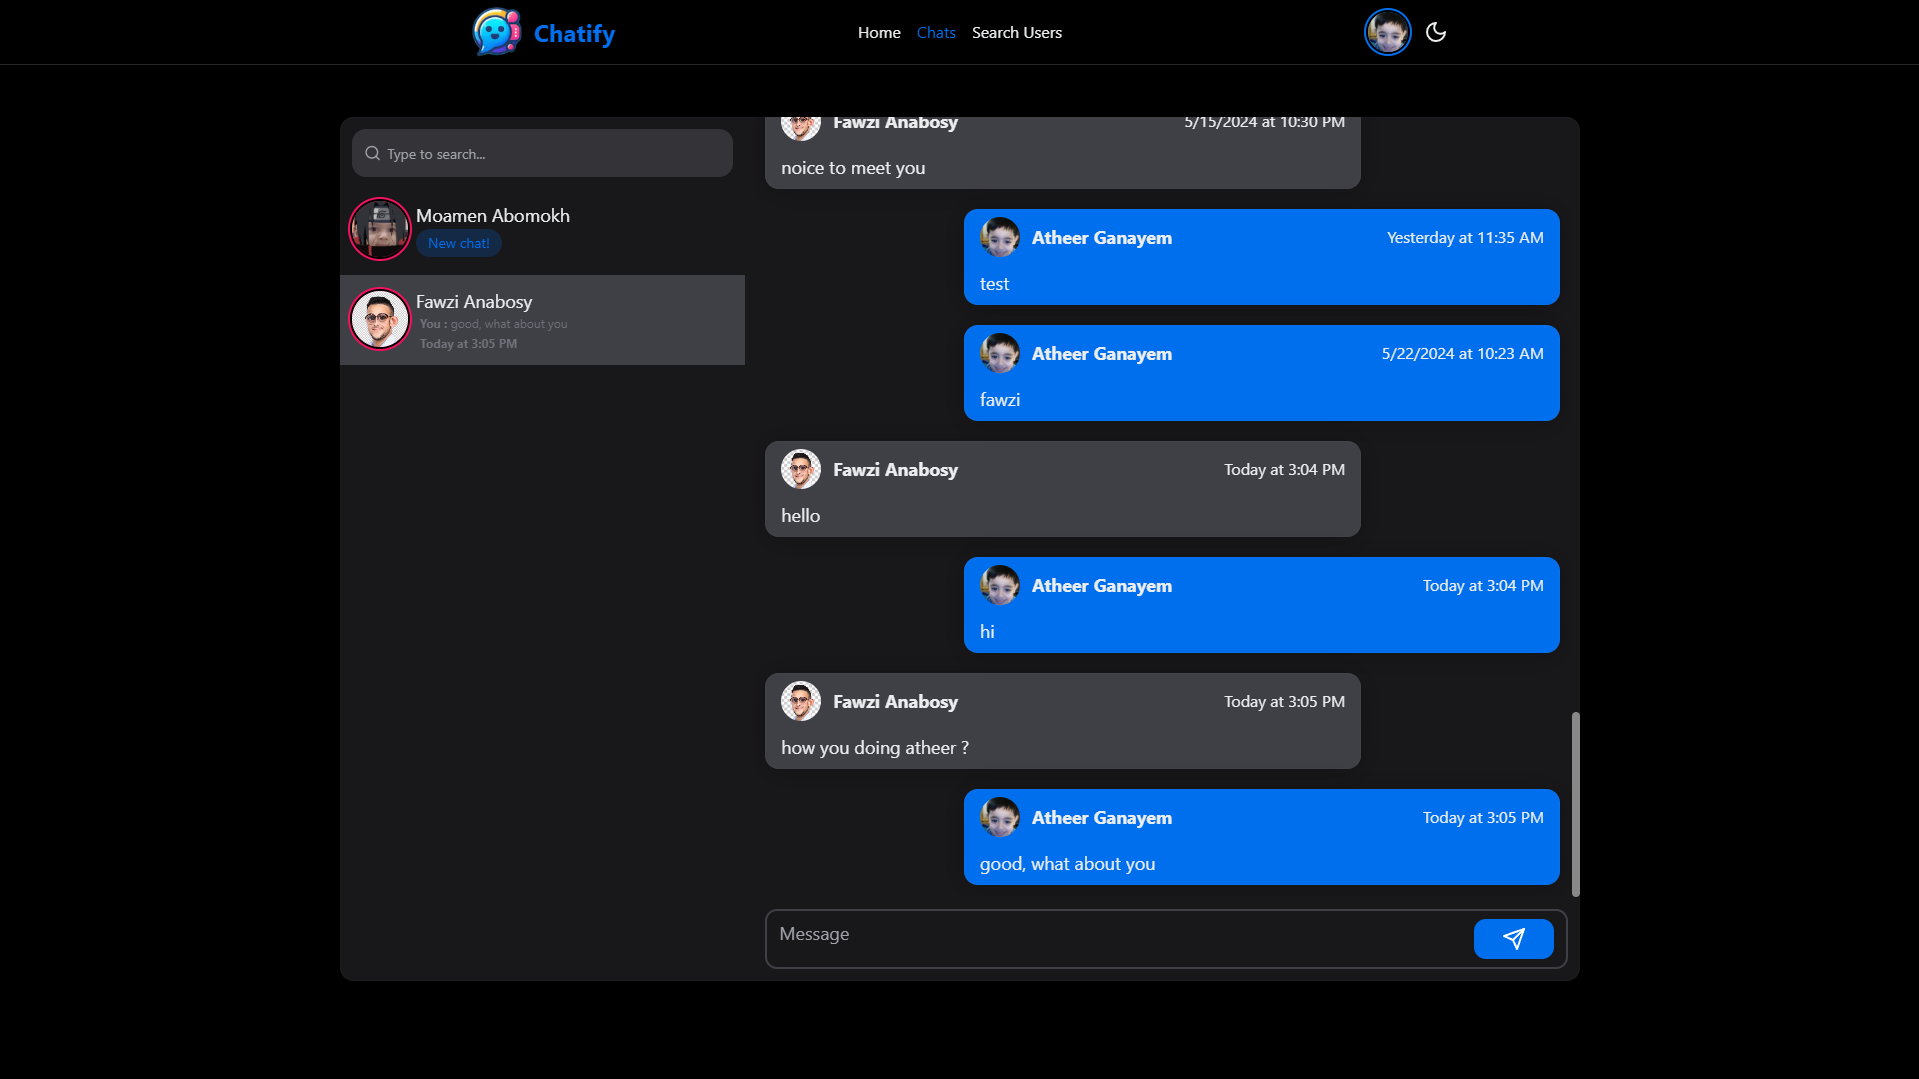 Chatify
Home Chats Search Users
Type to search...
Moamen Abomokh
New chat!
Fawzi Anabosy
You : good, what about you
Today at 3:05 PM
Fawzi Anabosy 5/15/2024 at 10:30 PM
noice to meet you
Atheer Ganayem Yesterday at 11:35 AM
test
Atheer Ganayem 5/22/2024 at 10:23 AM
fawzi
Fawzi Anabosy Today at 3:04 PM
hello
Atheer Ganayem Today at 3:04 PM
hi
Fawzi Anabosy Today at 3:05 PM
how you doing atheer ?
Atheer Ganayem Today at 3:05 PM
good, what about you
Message